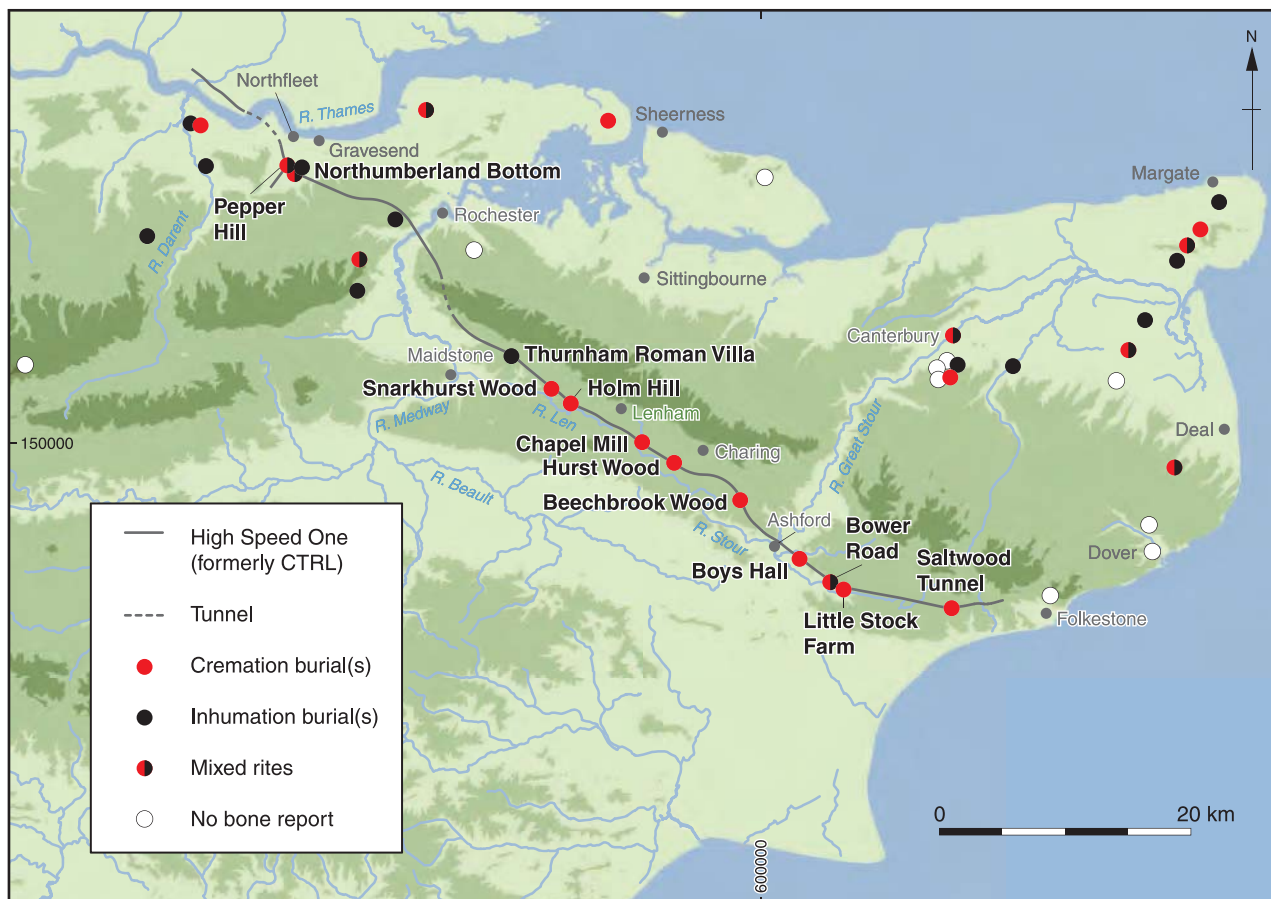 N
Northfleet
R. Thames
Sheerness
Gravesend
Northumberland Bottom
Margate
Pepper
Hill
Rochester
R. Darent
Sittingbourne
Canterbury
Maidstone
Thurnham Roman Villa
Snarkhurst Wood
Holm Hill
Lenham
R. Medway
R. Len
R. Great Stour
Deal
150000
Chapel Mill
Charing
Hurst Wood
R. Beault
Beechbrook Wood
R. Stour
Ashford
Bower
Road
Dover
Saltwood
Tunnel
Boys Hall
Little Stock
Farm
Folkestone
High Speed One
(formerly CTRL)
Tunnel
Cremation burial(s)
Inhumation burial(s)
Mixed rites
No bone report
0
20 km
600000